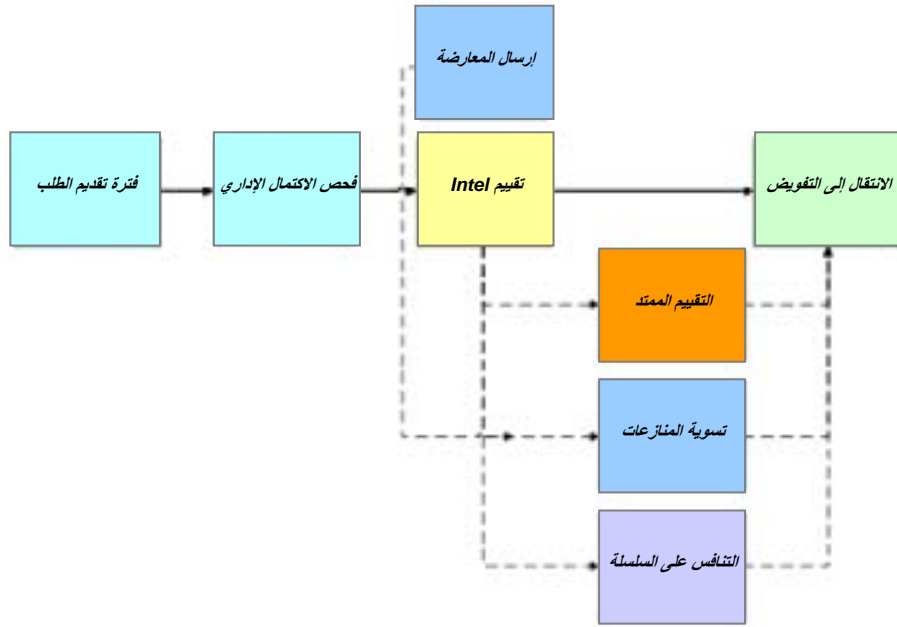 إرسال المعارضة
فترة تقديم الطلب
فحص الاكتمال الإداري
تقييم Intel
الانتقال إلى التفويض
التقييم الممتد
تسوية المنازعات
التنافس على السلسلة